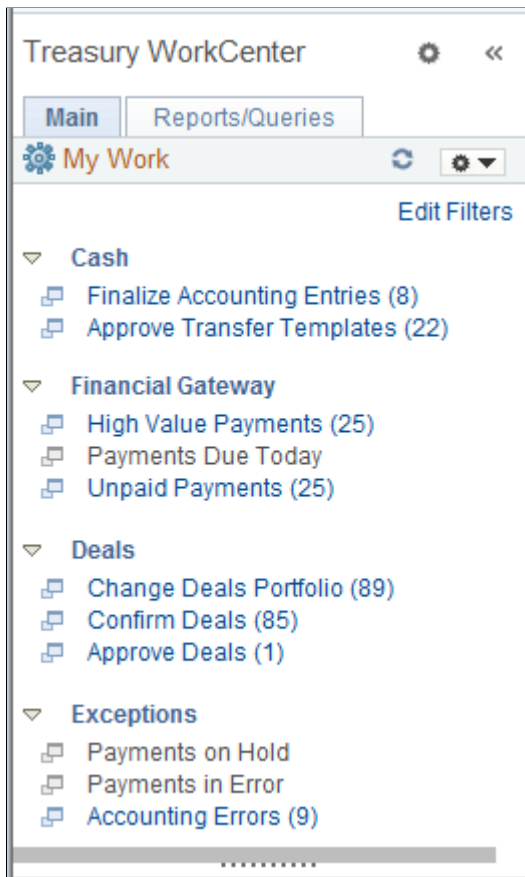 Treasury WorkCenter
Main Reports/Queries
My Work
Edit Filters
Cash
Finalize Accounting Entries (8)
Approve Transfer Templates (22)
Financial Gateway
High Value Payments (25)
Payments Due Today
Unpaid Payments (25)
Deals
Change Deals Portfolio (89)
Confirm Deals (85)
Approve Deals (1)
Exceptions
Payments on Hold
Payments in Error
Accounting Errors (9)